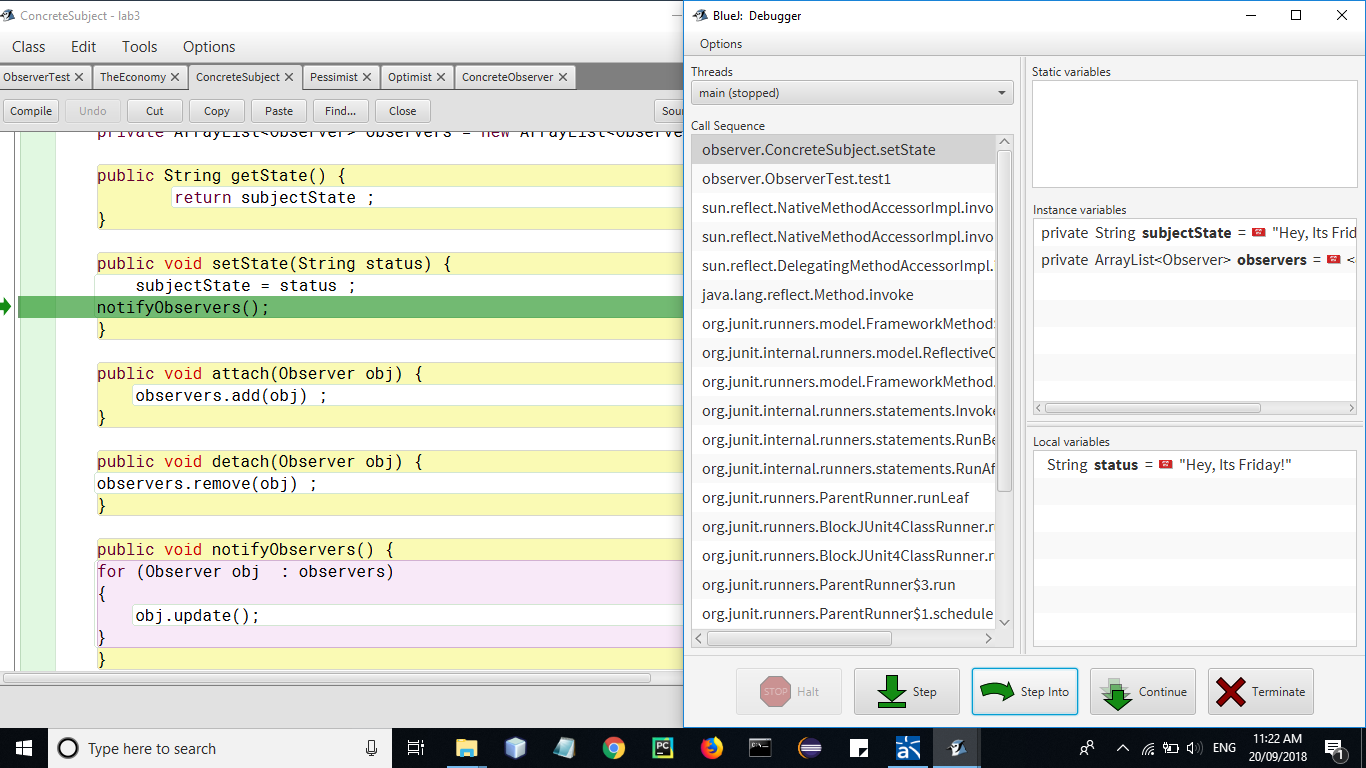 ConcreteSubject - lab3
Class Edit Tools Options
ObserverTest TheEconomy ConcreteSubject Pessimist Optimist ConcreteObserver
Compile Undo Cut Copy Paste Find... Close Sour
private ArrayList<Observer> observers = new ArrayList<Observe
public String getState() {
return subjectState ;
}
public void setState(String status) {
subjectState = status ;
notifyObservers();
}
public void attach(Observer obj) {
observers.add(obj) ;
}
public void detach(Observer obj) {
observers.remove(obj) ;
}
public void notifyObservers() {
for (Observer obj : observers)
{
obj.update();
}
}
BlueJ: Debugger
Options
Threads
main (stopped)
Call Sequence
observer.ConcreteSubject.setState
observer.ObserverTest.test1
sun.reflect.NativeMethodAccessorImpl.invo
sun.reflect.NativeMethodAccessorImpl.invo
sun.reflect.DelegatingMethodAccessorImpl.
java.lang.reflect.Method.invoke
org.junit.runners.model.FrameworkMethod
org.junit.internal.runners.model.ReflectiveC
org.junit.runners.model.FrameworkMethod.
org.junit.internal.runners.statements.Invoke
org.junit.internal.runners.statements.RunBe
org.junit.internal.runners.statements.RunAf
org.junit.runners.ParentRunner.runLeaf
org.junit.runners.BlockJUnit4ClassRunner.r
org.junit.runners.BlockJUnit4ClassRunner.r
org.junit.runners.ParentRunner$3.run
org.junit.runners.ParentRunner$1.schedule
Static variables
Instance variables
private String subjectState = "Hey, Its Frid
private ArrayList<Observer> observers = <
Local variables
String status = "Hey, Its Friday!"
STOP Halt Step Step Into Continue Terminate
Type here to search
PC
ENG
11:22 AM
20/09/2018
1